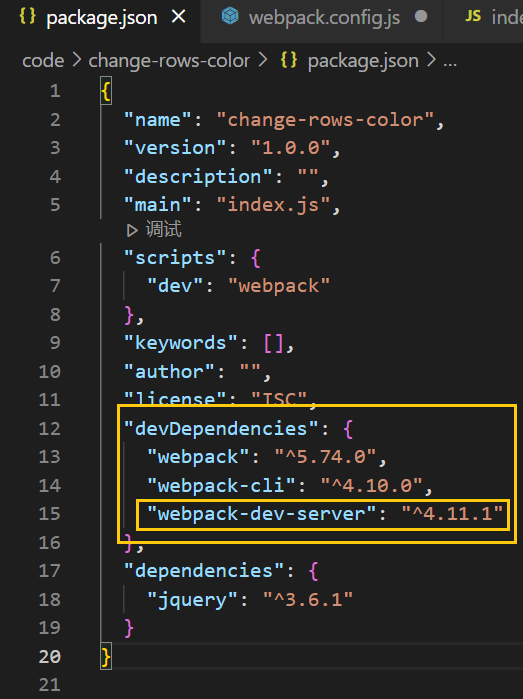 {} package.json × webpack.config.js ● JS inde
code > change-rows-color > {} package.json > ...
1 {
2 "name": "change-rows-color",
3 "version": "1.0.0",
4 "description": "",
5 "main": "index.js",
▷ 调试
6 "scripts": {
7 "dev": "webpack"
8 },
9 "keywords": [],
10 "author": "",
11 "license": "ISC",
12 "devDependencies": {
13 "webpack": "^5.74.0",
14 "webpack-cli": "^4.10.0",
15 "webpack-dev-server": "^4.11.1"
16 },
17 "dependencies": {
18 "jquery": "^3.6.1"
19 }
20 }
21